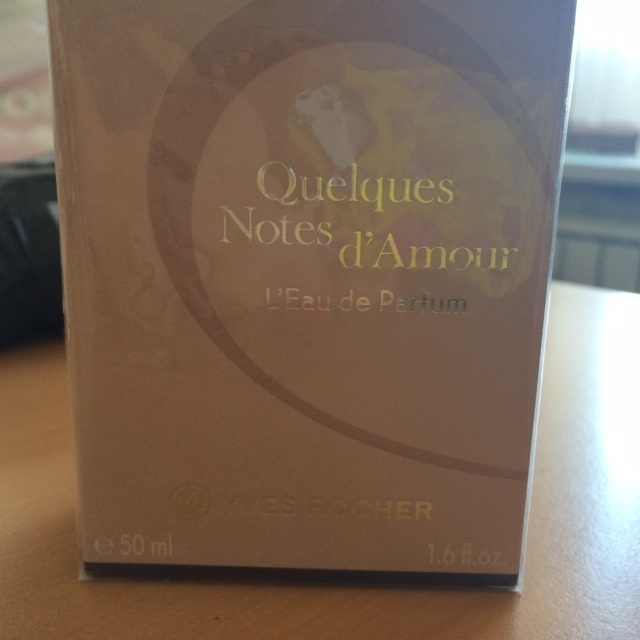 Quelques
Notes d'Amour
L'Eau de Parfum
YVES ROCHER
e 50 ml
1.6 fl.oz.